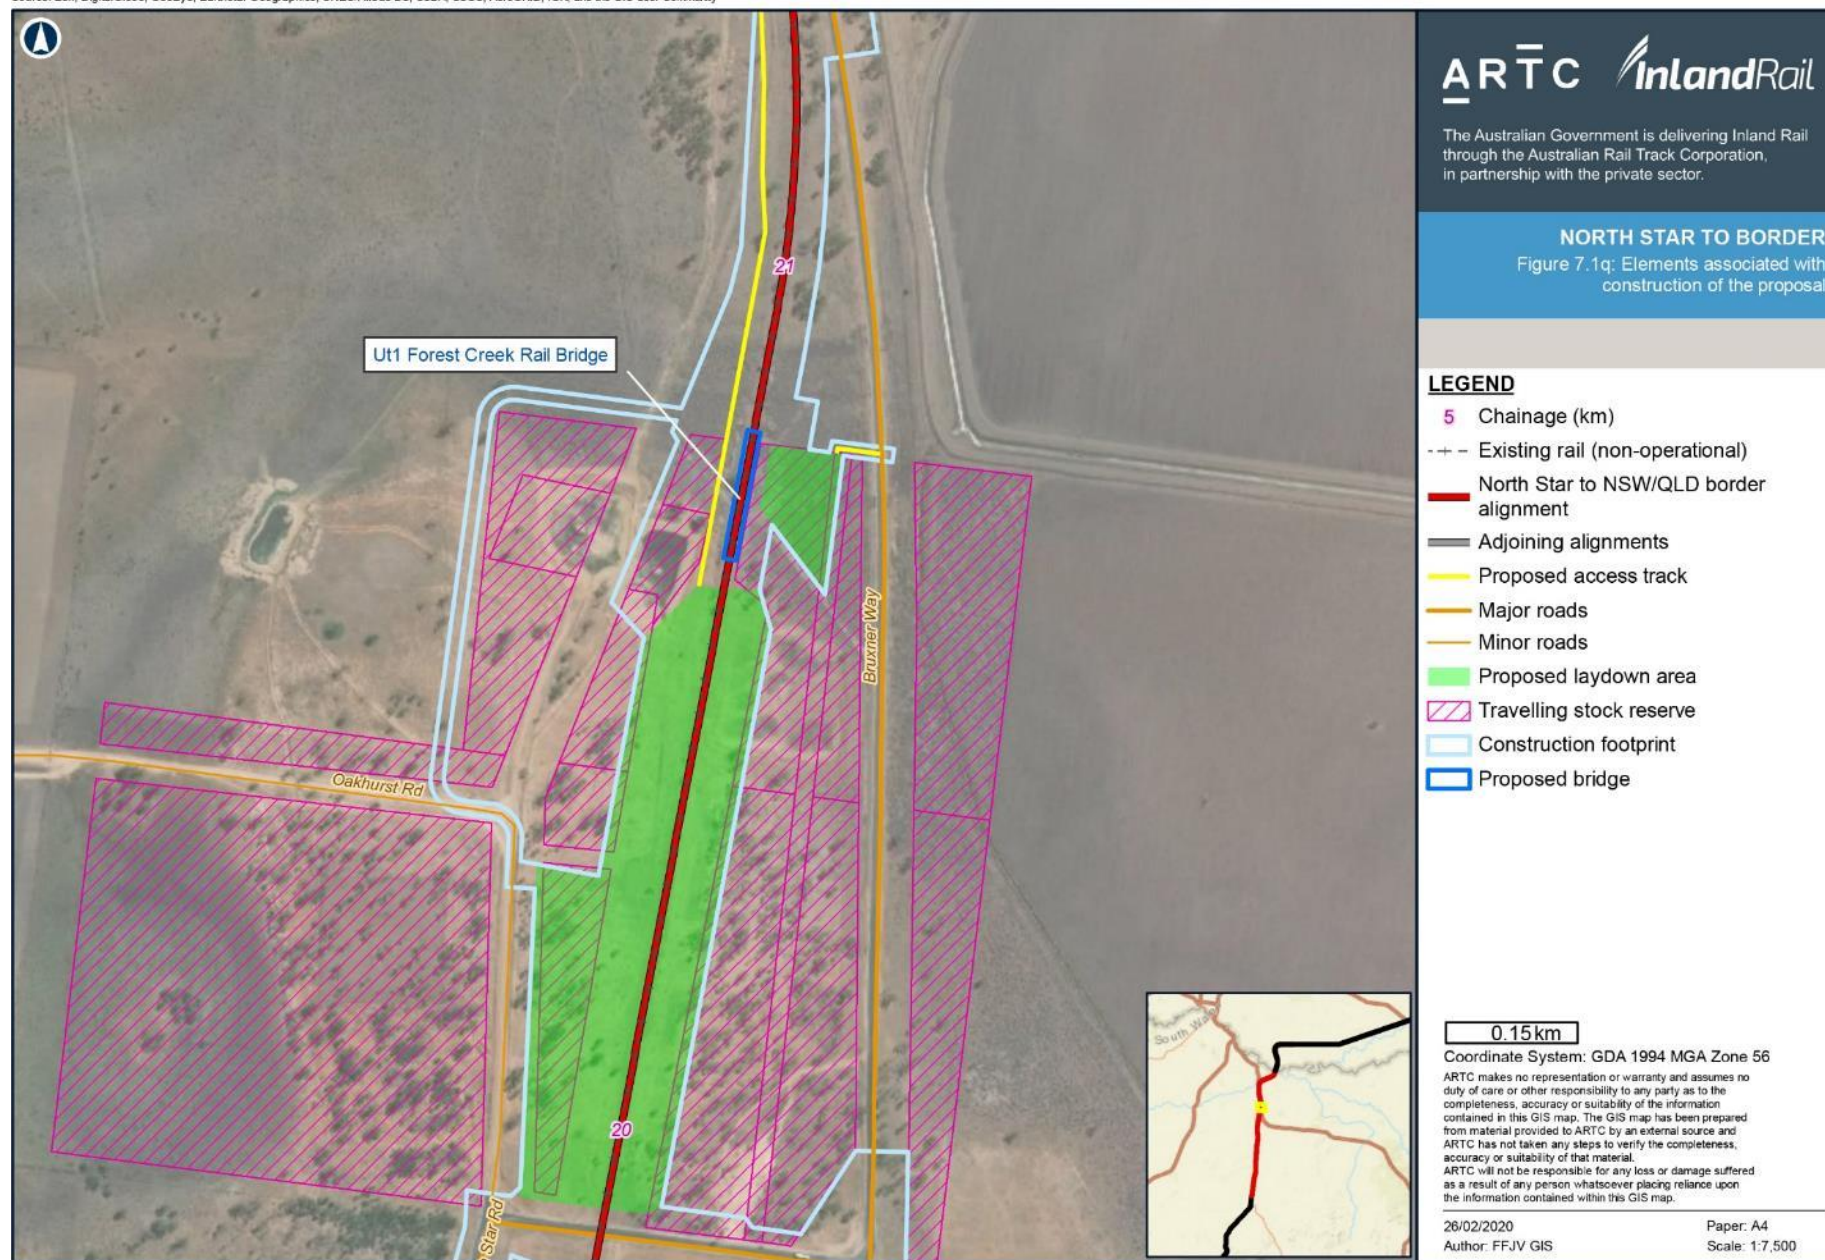 ARTC InlandRail
The Australian Government is delivering Inland Rail
through the Australian Rail Track Corporation,
in partnership with the private sector.
NORTH STAR TO BORDER
Figure 7.1q: Elements associated with
construction of the proposal
LEGEND
5 Chainage (km)
Existing rail (non-operational)
North Star to NSW/QLD border
alignment
Adjoining alignments
Proposed access track
Major roads
Minor roads
Proposed laydown area
Travelling stock reserve
Construction footprint
Proposed bridge
21
Ut1 Forest Creek Rail Bridge
Bruxner Way
Oakhurst Rd
20
Star Rd
South Wales
0.15 km
Coordinate System: GDA 1994 MGA Zone 56
ARTC makes no representation or warranty and assumes no
duty of care or other responsibility to any party as to the
completeness, accuracy or suitability of the information
contained in this GIS map. The GIS map has been prepared
from material provided to ARTC by an external source and
ARTC has not taken any steps to verify the completeness,
accuracy or suitability of that material.
ARTC will not be responsible for any loss or damage suffered
as a result of any person whatsoever placing reliance upon
the information contained within this GIS map.
26/02/2020 Paper: A4
Author: FFJV GIS Scale: 1:7,500